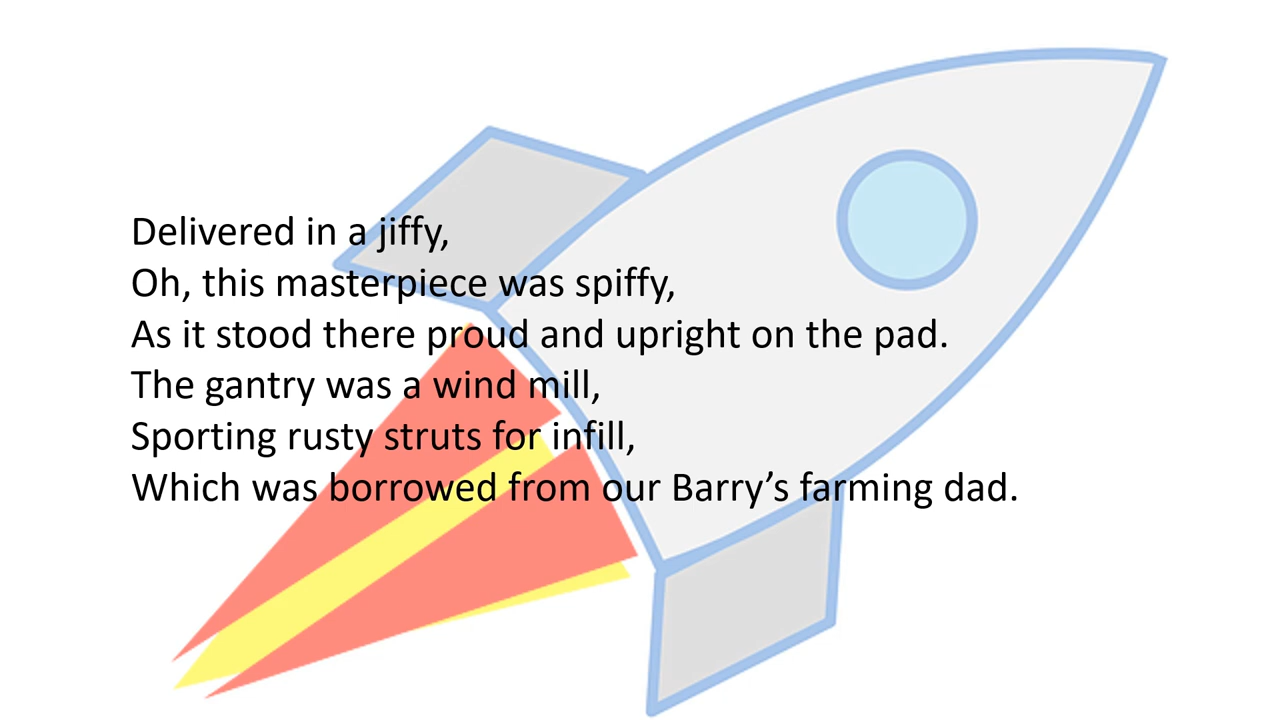 Delivered in a jiffy,
Oh, this masterpiece was spiffy,
As it stood there proud and upright on the pad.
The gantry was a wind mill,
Sporting rusty struts for infill,
Which was borrowed from our Barry’s farming dad.